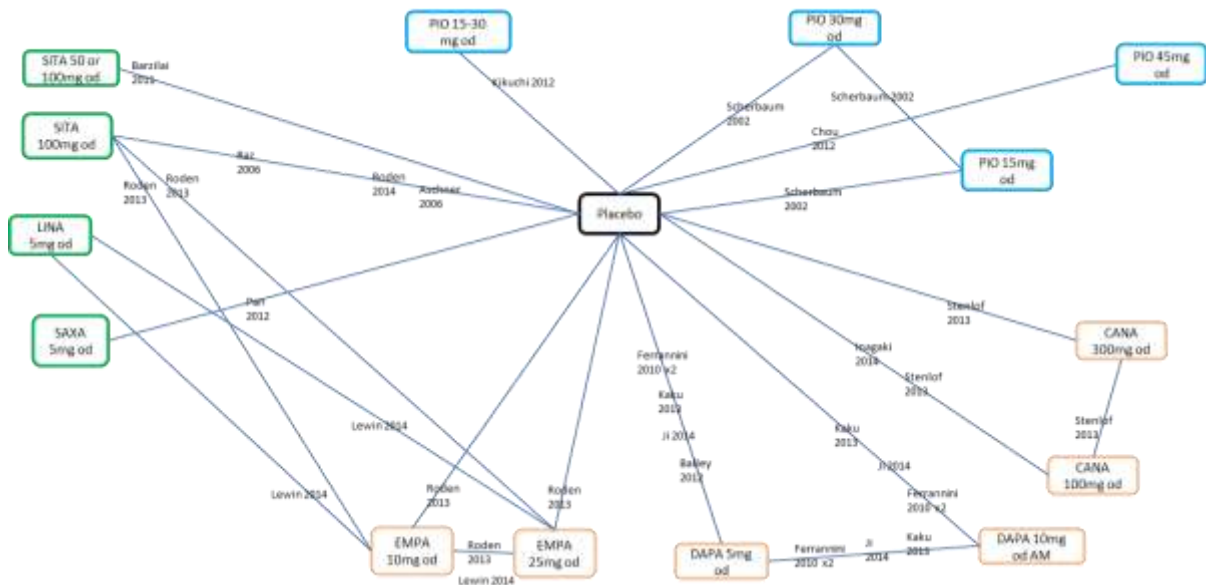 PIO 15-30
mg od
PIO 30mg
od
PIO 45mg
od
SITA 50 or
100mg od
Barzilai
2011
Kikuchi 2012
Scherbaum
2002
Scherbaum 2002
Chou
2012
SITA
100mg od
Raz
2006
Roden
2013
Roden
2013
Roden
2014
Aschner
2006
PIO 15mg
od
Scherbaum
2002
Placebo
LINA
5mg od
Pan
2012
SAXA
5mg od
Stenlof
2013
CANA
300mg od
Inagaki
2014
Stenlof
2013
Stenlof
2013
CANA
100mg od
Ferrannini
2010 x2
Kaku
2013
Ji 2014
Bailey
2012
Kaku
2013
Ji 2014
Ferrannini
2010 x2
Lewin 2014
Lewin 2014
Roden
2013
Roden
2013
EMPA
10mg od
Roden
2013
Lewin 2014
EMPA
25mg od
DAPA 5mg
od
Ferrannini
2010 x2
Ji
2014
Kaku
2013
DAPA 10mg
od AM